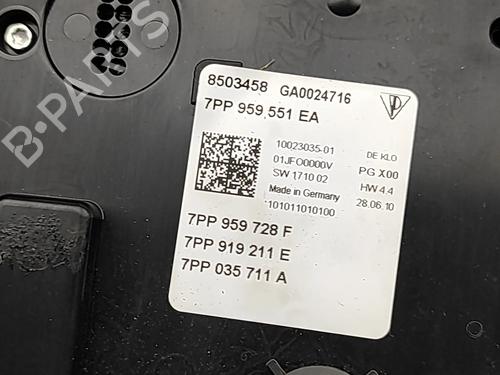 B-PARTS
8503458 GA0024716
7PP 959 551 EA
10023035-01 DE KLO
01JFO0000V PG X00
SW 1710 02 HW 4.4
Made in Germany 28.06.10
101011010100
7PP 959 728 F
7PP 919 211 E
7PP 035 711 A